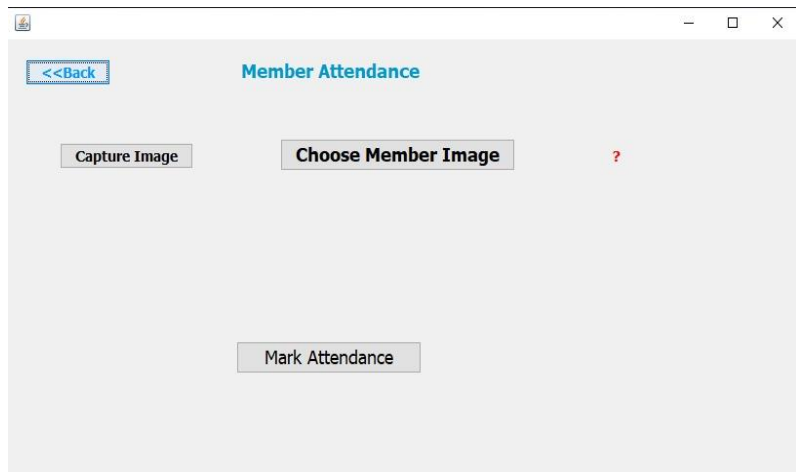 <<Back
Member Attendance
Capture Image
Choose Member Image
?
Mark Attendance